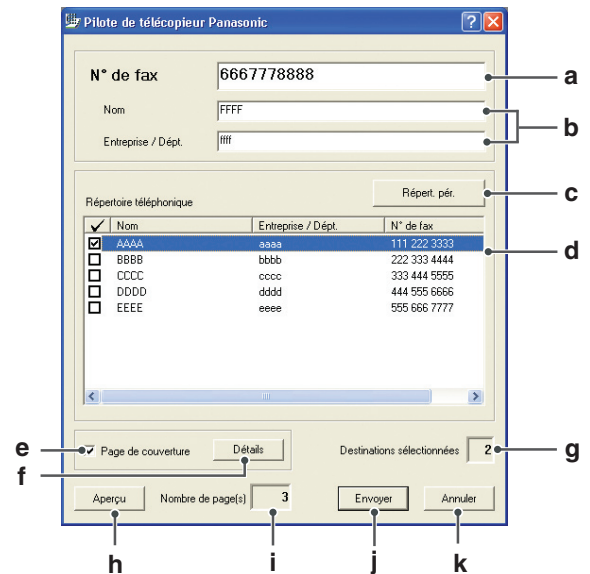 Pilote de télécopieur Panasonic
N° de fax 6667778888 a
Nom FFFF
b
Entreprise / Dépt. ffff
Répert. pér. c
Répertoire téléphonique
Nom Entreprise / Dépt. N° de fax
AAAA aaaa 111 222 3333 d
BBBB bbbb 222 333 4444
CCCC cccc 333 444 5555
DDDD dddd 444 555 6666
EEEE eeee 555 666 7777
e Page de couverture Détails Destinations sélectionnées 2 g
f
Aperçu Nombre de page(s) 3 Envoyer Annuler
h i j k